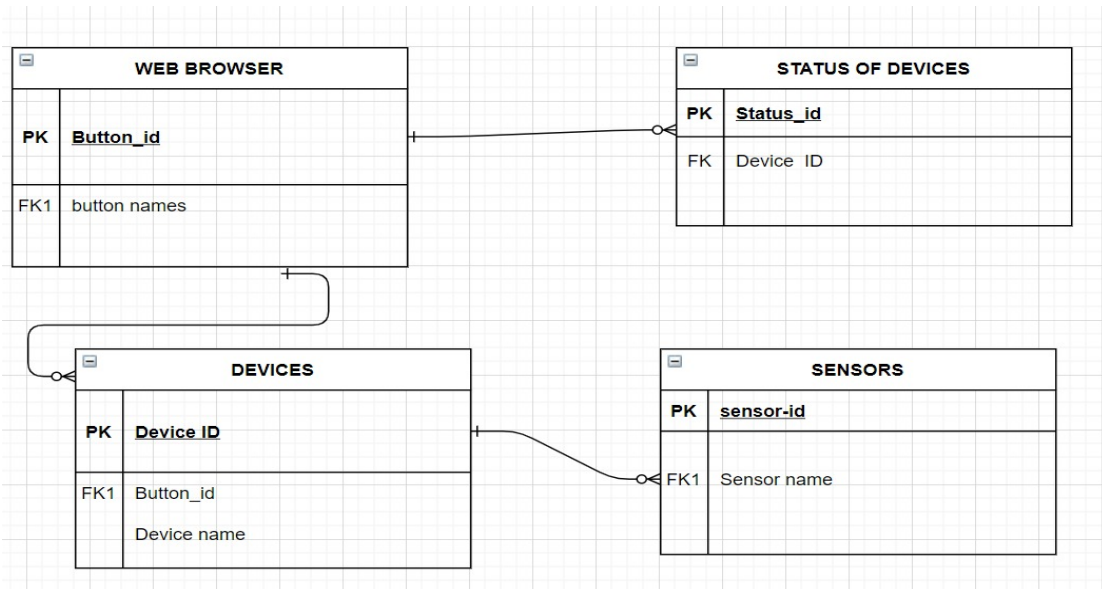 WEB BROWSER
PK Button_id
FK1 button names
STATUS OF DEVICES
PK Status_id
FK Device ID
DEVICES
PK Device ID
FK1 Button_id
Device name
SENSORS
PK sensor-id
FK1 Sensor name